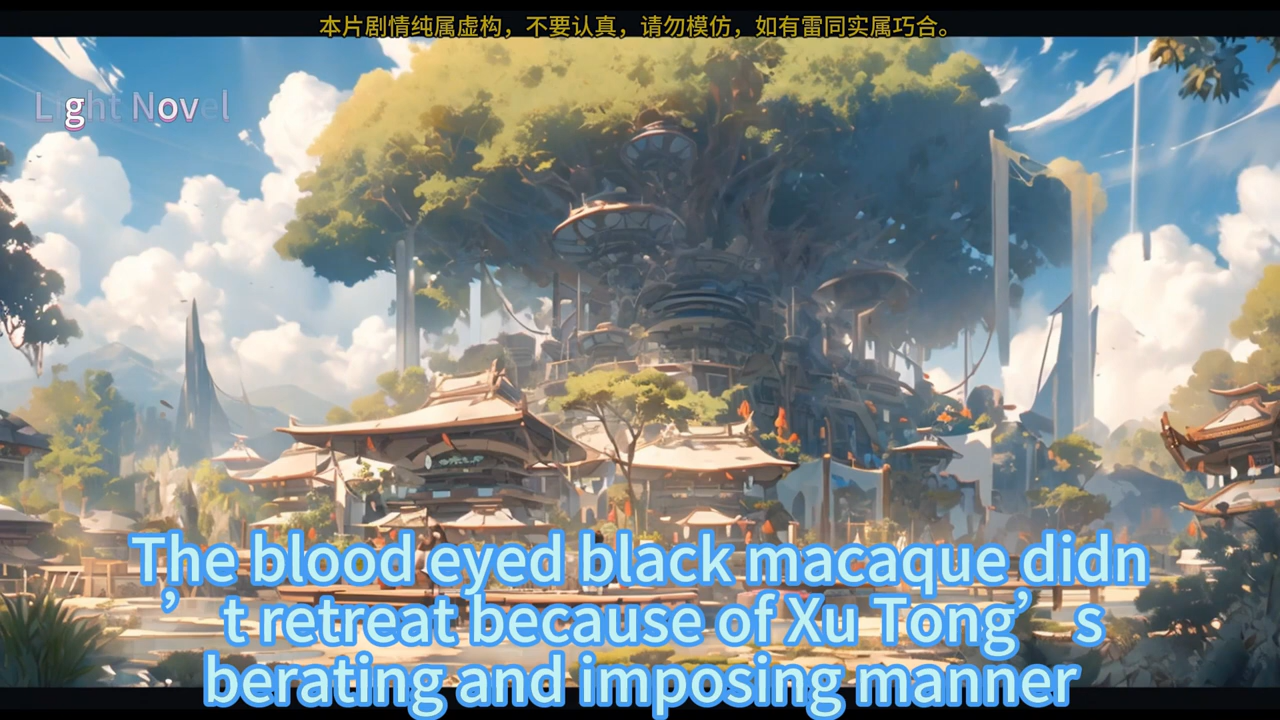 本片剧情纯属虚构，不要认真，请勿模仿，如有雷同实属巧合。
Light Novel
The blood eyed black macaque didn
’t retreat because of Xu Tong’s
berating and imposing manner